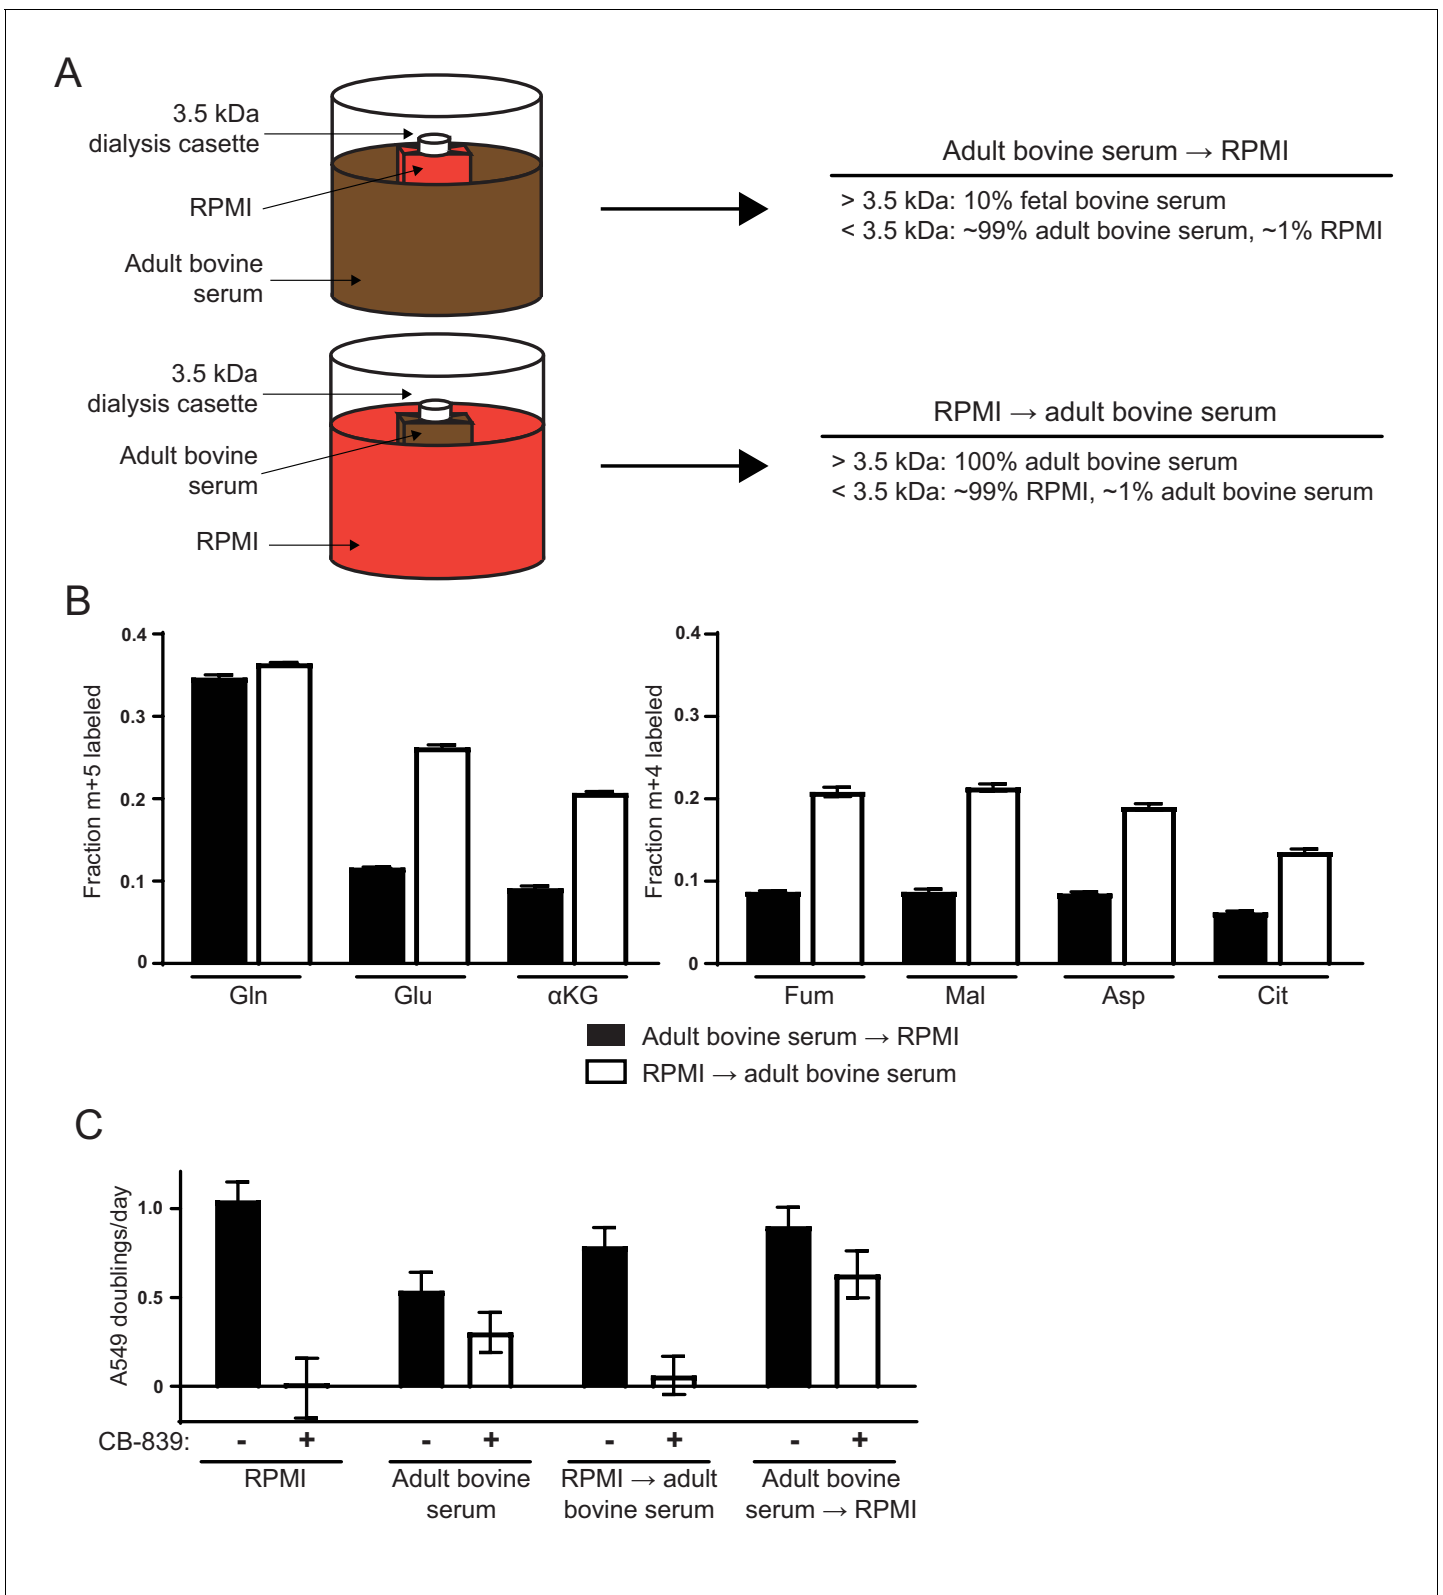 A
3.5 kDa
dialysis casette
RPMI
Adult bovine
serum
Adult bovine serum → RPMI
> 3.5 kDa: 10% fetal bovine serum
< 3.5 kDa: ~99% adult bovine serum, ~1% RPMI
3.5 kDa
dialysis casette
Adult bovine
serum
RPMI
RPMI → adult bovine serum
> 3.5 kDa: 100% adult bovine serum
< 3.5 kDa: ~99% RPMI, ~1% adult bovine serum
B
Fraction m+5 labeled
0.4
0.3
0.2
0.1
0
Gln Glu αKG
Fraction m+4 labeled
0.4
0.3
0.2
0.1
0
Fum Mal Asp Cit
Adult bovine serum → RPMI
RPMI → adult bovine serum
C
A549 doublings/day
1.0
0.5
0
CB-839: - + - + - + - +
RPMI
Adult bovine
serum
RPMI → adult
bovine serum
Adult bovine
serum → RPMI